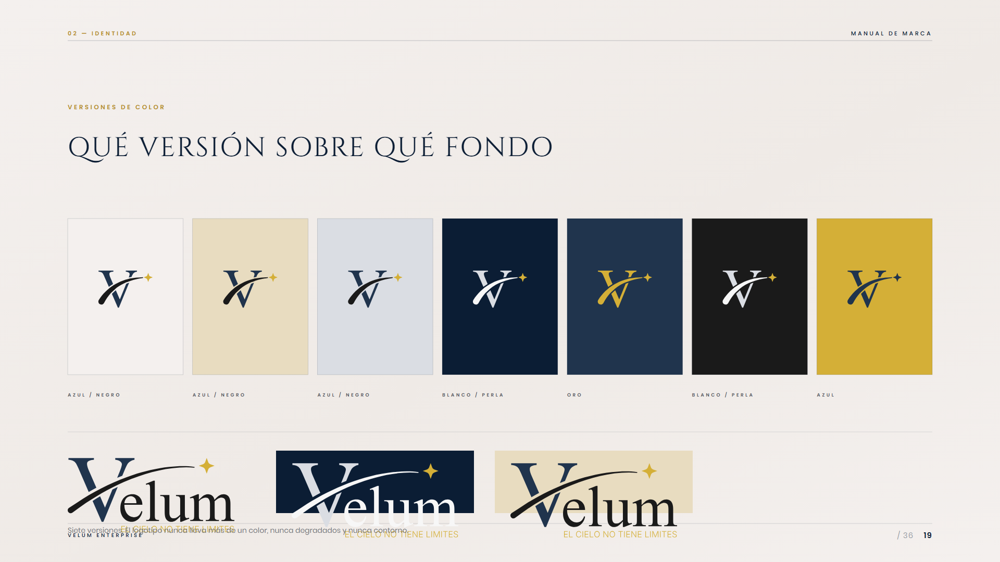 02 — IDENTIDAD
MANUAL DE MARCA
VERSIONES DE COLOR
QUÉ VERSIÓN SOBRE QUÉ FONDO
AZUL / NEGRO
AZUL / NEGRO
AZUL / NEGRO
BLANCO / PERLA
ORO
BLANCO / PERLA
AZUL
Velum
EL CIELO NO TIENE LIMITES
Velum
EL CIELO NO TIENE LIMITES
Velum
EL CIELO NO TIENE LIMITES
Siete versiones. El logotipo nunca lleva más de un color, nunca degradados y nunca contorno.
VELUM ENTERPRISE
/ 36 19